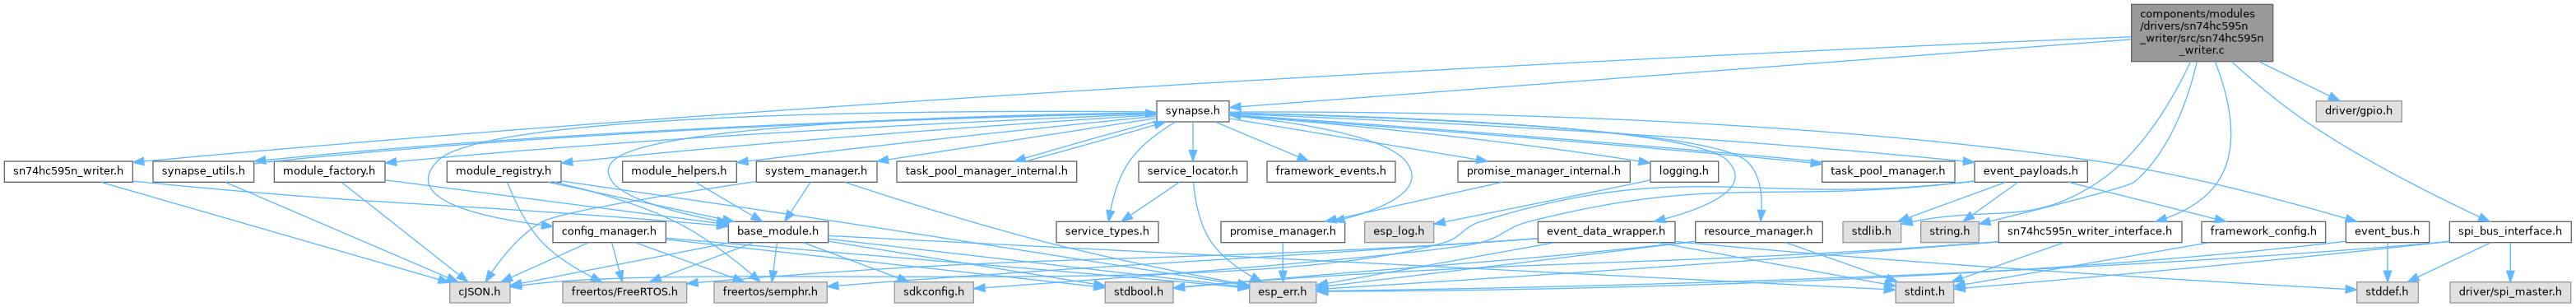 components/modules
/drivers/sn74hc595n
_writer/src/sn74hc595n
_writer.c
driver/gpio.h
synapse.h
sn74hc595n_writer.h
synapse_utils.h
module_factory.h
module_registry.h
module_helpers.h
system_manager.h
task_pool_manager_internal.h
service_locator.h
framework_events.h
promise_manager_internal.h
logging.h
task_pool_manager.h
event_payloads.h
config_manager.h
base_module.h
service_types.h
promise_manager.h
esp_log.h
event_data_wrapper.h
resource_manager.h
stdlib.h
string.h
sn74hc595n_writer_interface.h
framework_config.h
event_bus.h
spi_bus_interface.h
cJSON.h
freertos/FreeRTOS.h
freertos/semphr.h
sdkconfig.h
stdbool.h
esp_err.h
stdint.h
stddef.h
driver/spi_master.h